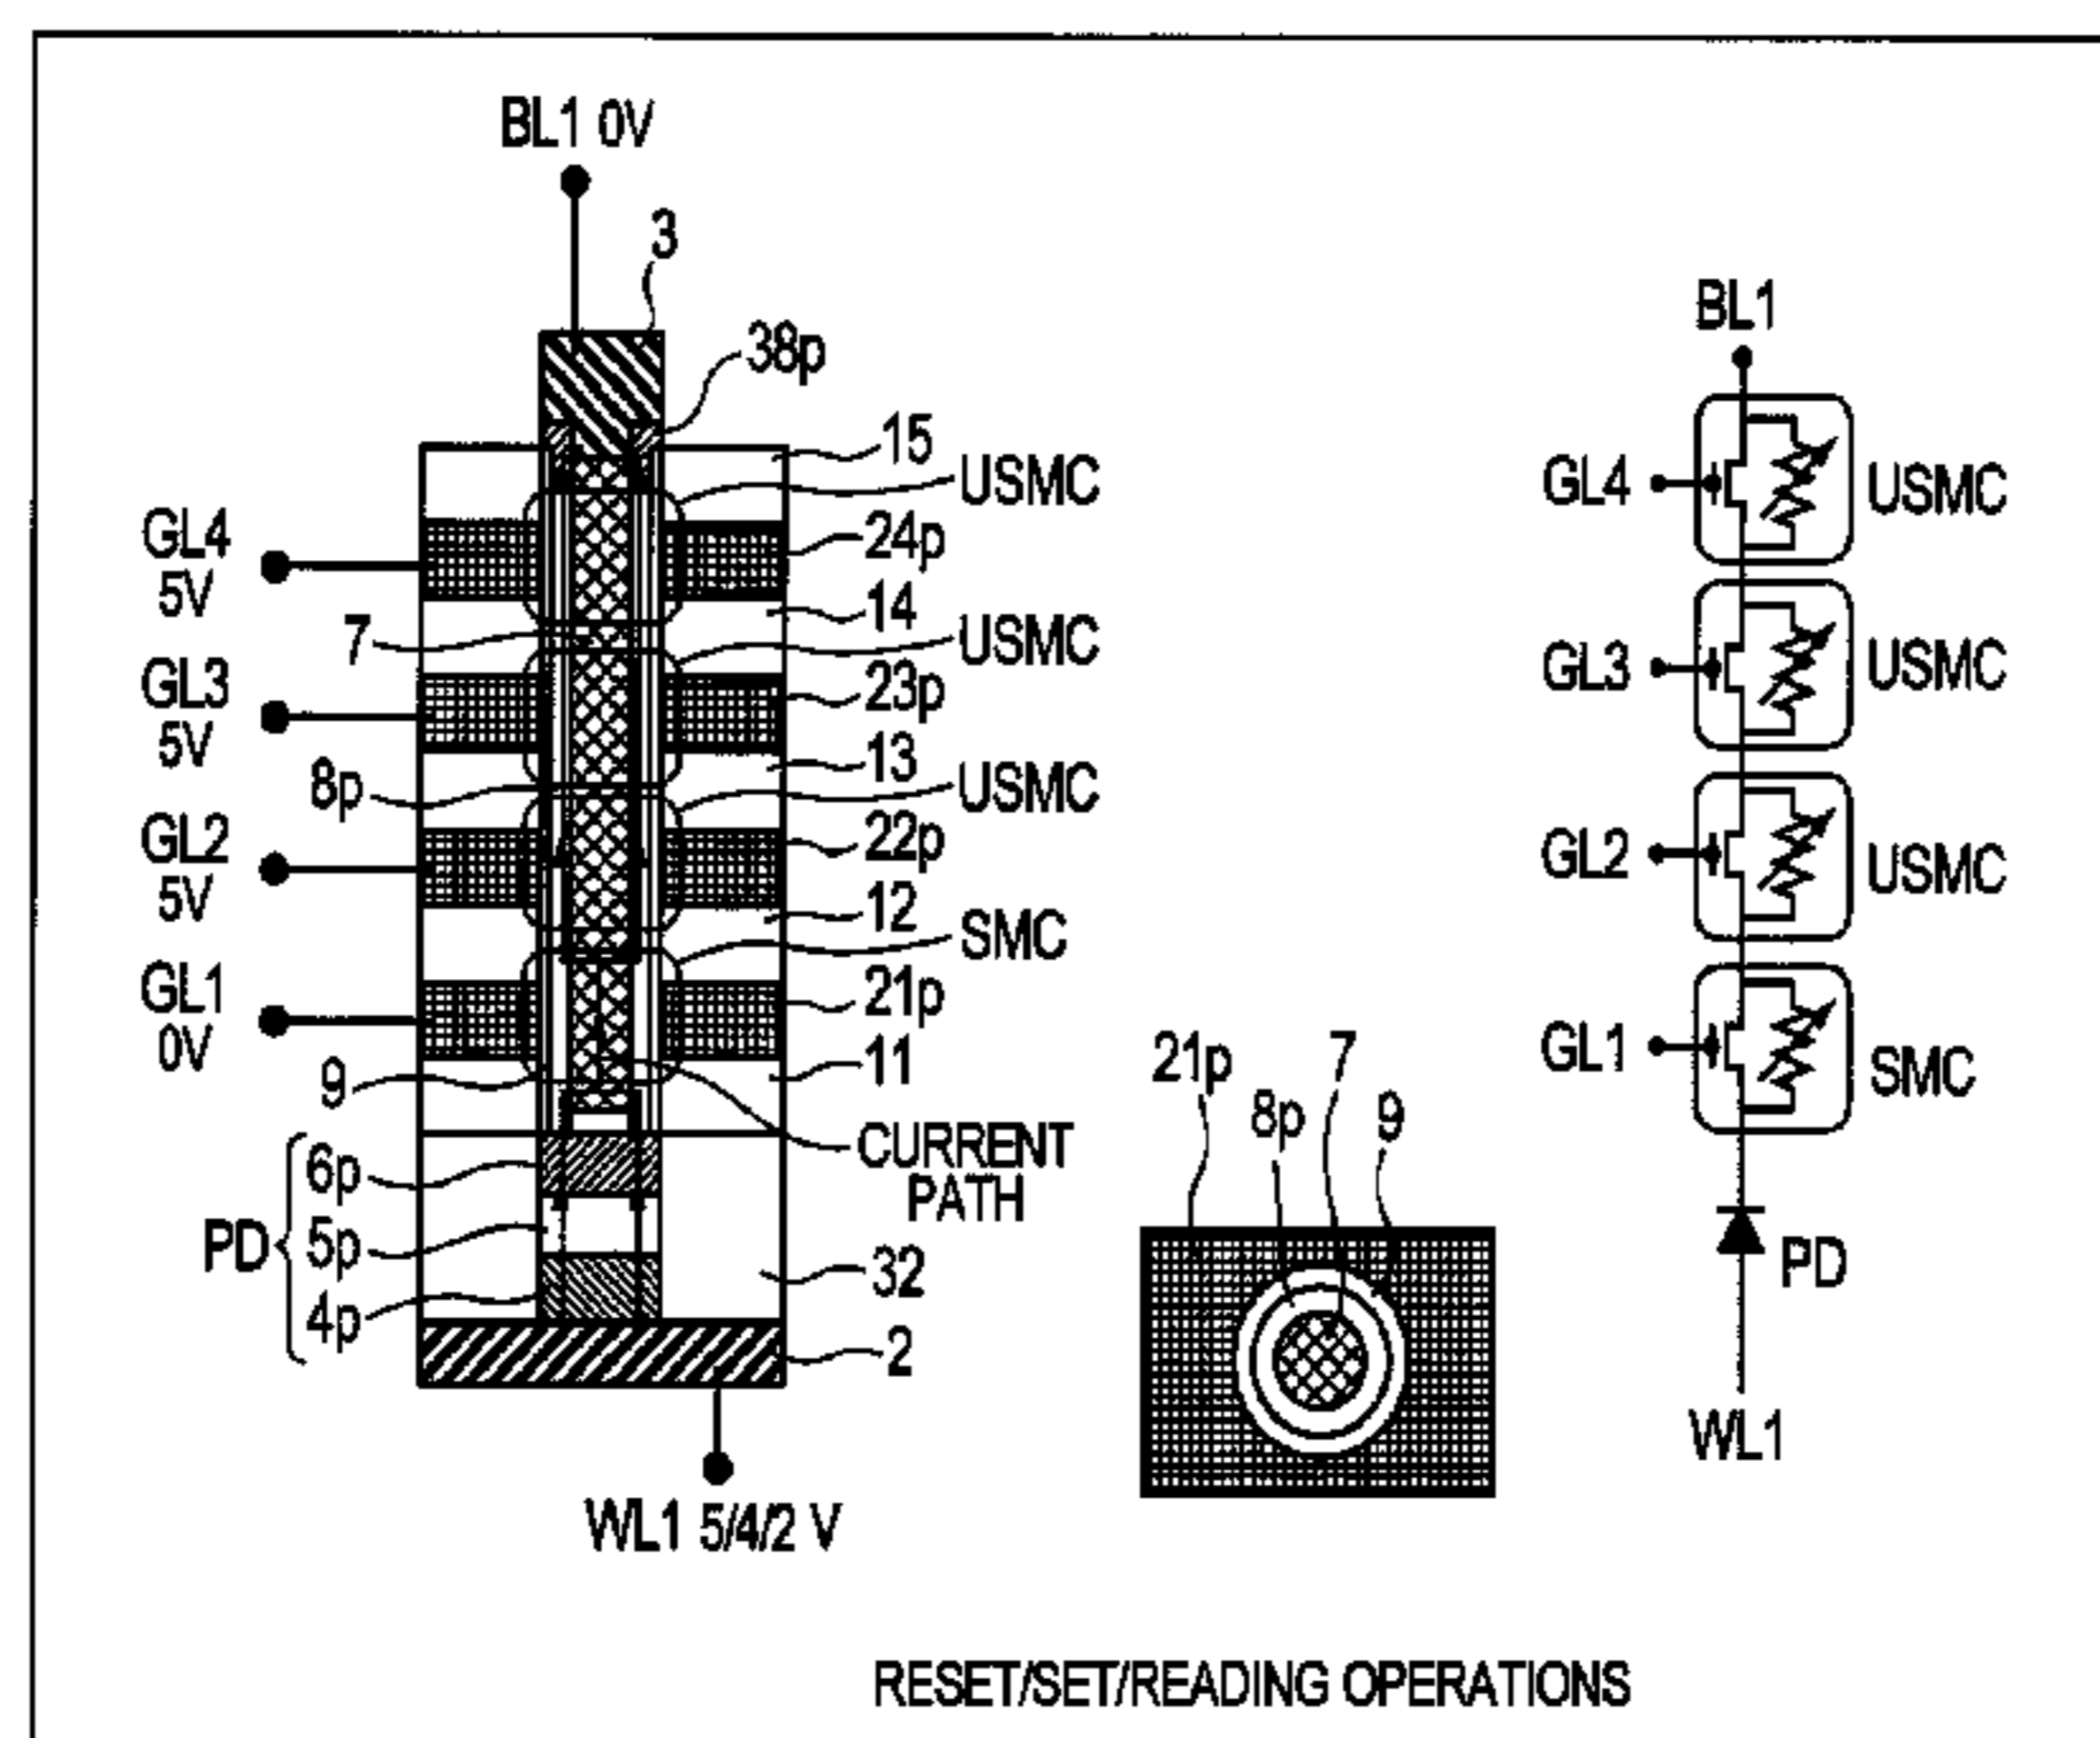 BL1 0V
3
38p
15
USMC
GL4
5V
24p
14
7
USMC
GL3
5V
23p
13
8p
USMC
GL2
5V
22p
12
SMC
GL1
0V
21p
11
9
CURRENT
PATH
PD
6p
5p
4p
32
2
WL1 5/4/2 V
21p
8p
7
9
BL1
GL4
USMC
GL3
USMC
GL2
USMC
GL1
SMC
PD
WL1
RESET/SET/READING OPERATIONS